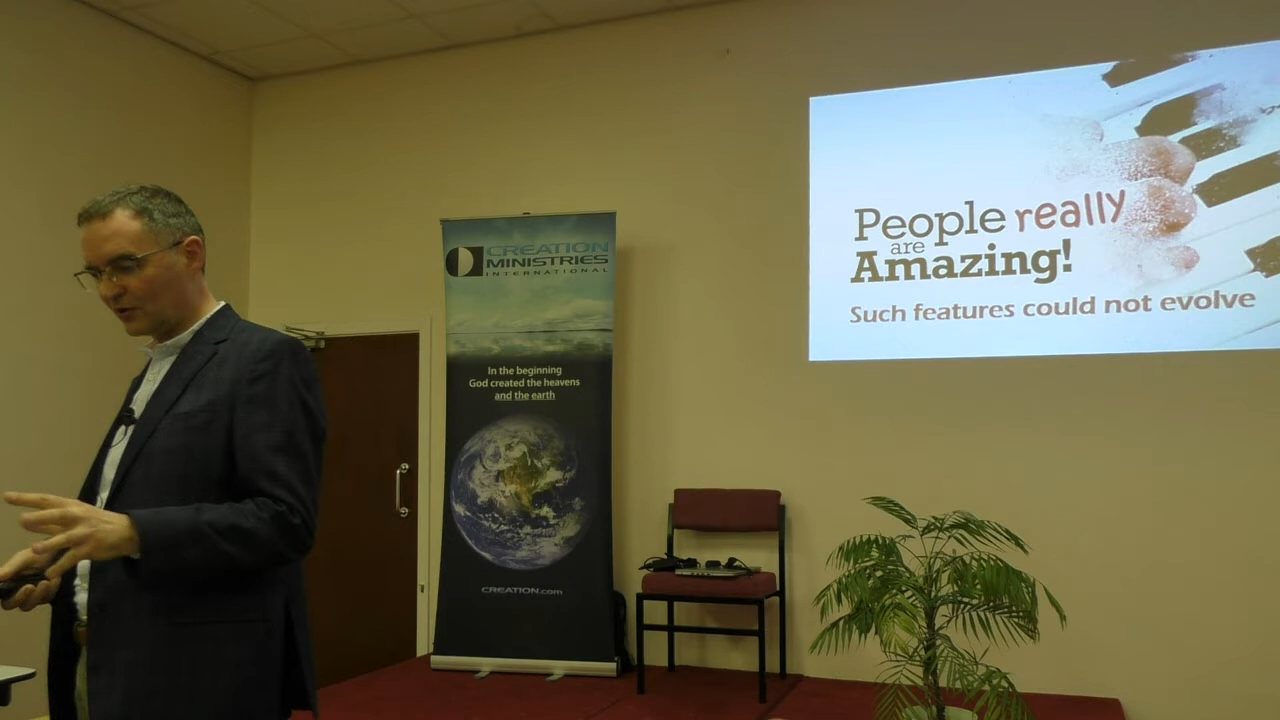 CREATION
MINISTRIES
INTERNATIONAL
In the beginning
God created the heavens
and the earth
CREATION.com
People really
are
Amazing!
Such features could not evolve